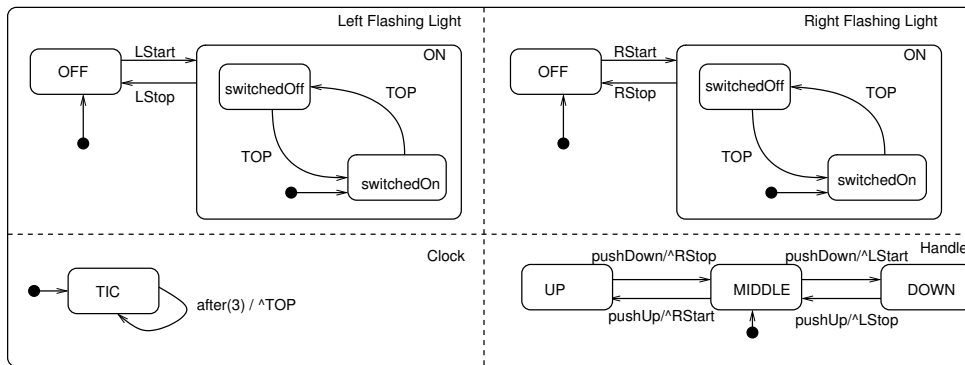 Left Flashing Light
Right Flashing Light
ON
ON
LStart
OFF
LStop
switchedOff
TOP
TOP
switchedOn
RStart
OFF
RStop
switchedOff
TOP
TOP
switchedOn
Clock
Handle
TIC
after(3) / ^TOP
pushDown/^RStop
pushDown/^LStart
UP
MIDDLE
DOWN
pushUp/^RStart
pushUp/^LStop